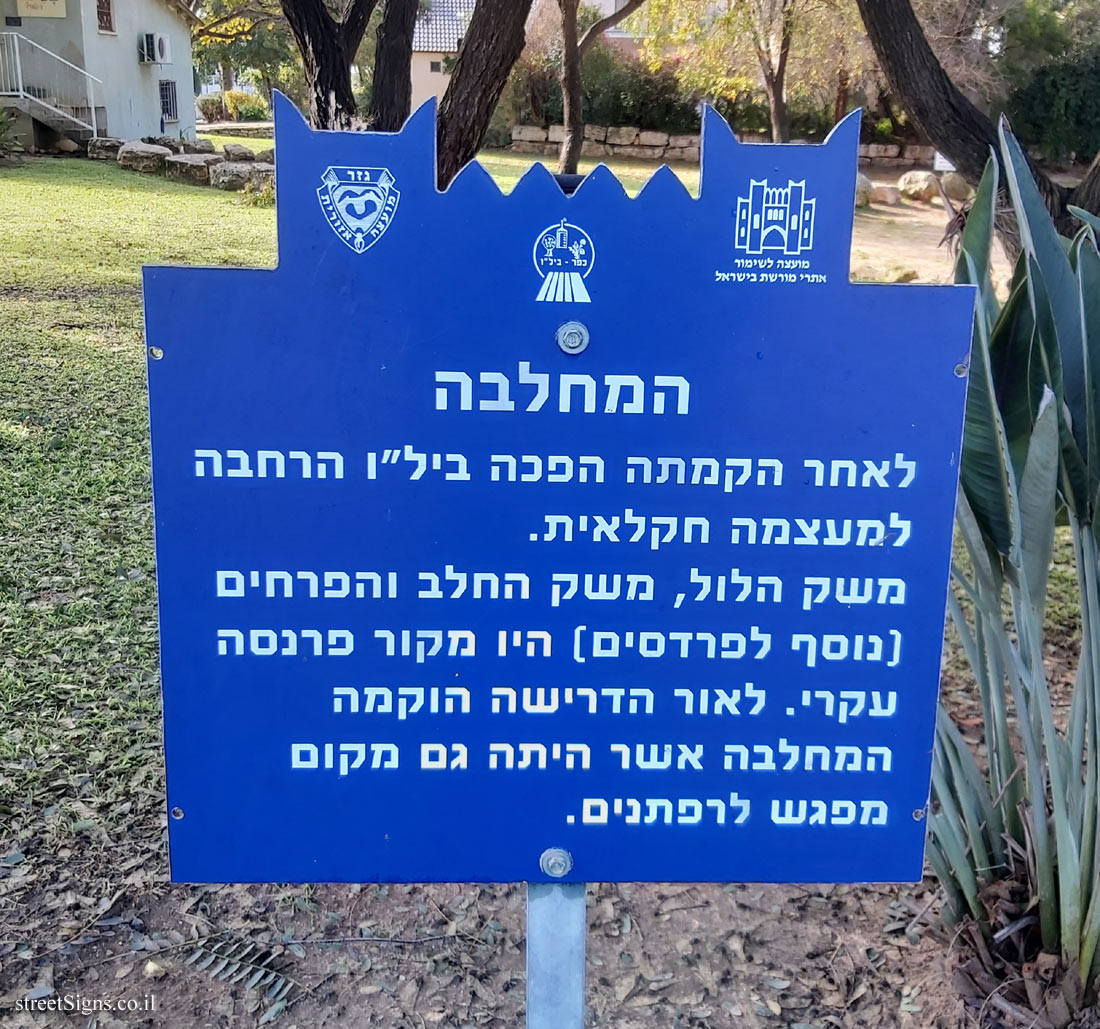 גזר
מועצה אזורית
כפר - ביל"ו
מועצה לשימור
אתרי מורשת בישראל
המחלבה
לאחר הקמתה הפכה ביל"ו הרחבה
למעצמה חקלאית.
משק הלול, משק החלב והפרחים
(נוסף לפרדסים) היו מקור פרנסה
עקרי. לאור הדרישה הוקמה
המחלבה אשר היתה גם מקום
מפגש לרפתנים.
streetSigns.co.il